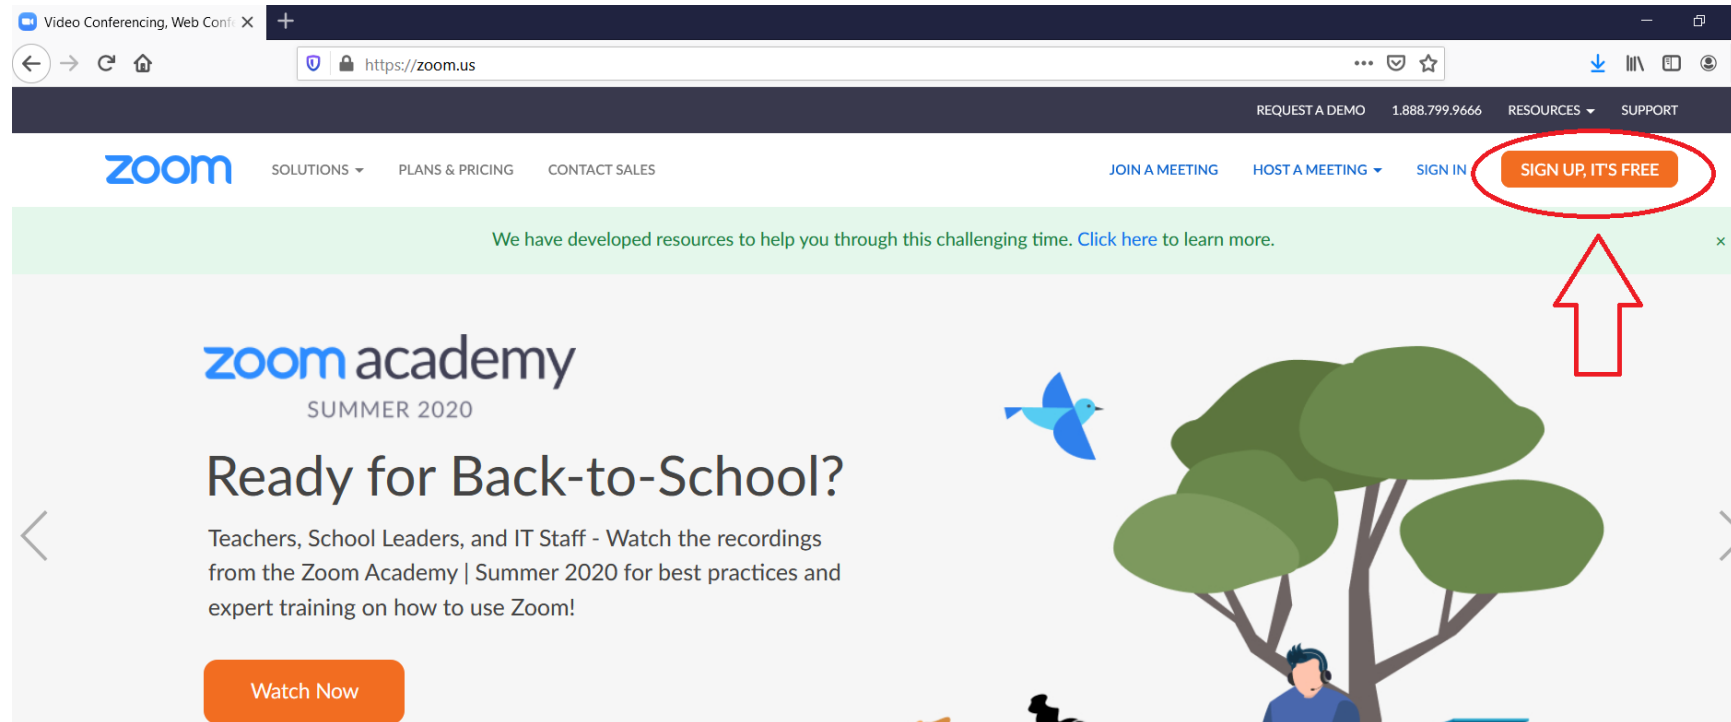 Video Conferencing, Web Conf
https://zoom.us
REQUEST A DEMO 1.888.799.9666 RESOURCES SUPPORT
zoom SOLUTIONS PLANS & PRICING CONTACT SALES JOIN A MEETING HOST A MEETING SIGN IN SIGN UP, IT'S FREE
We have developed resources to help you through this challenging time. Click here to learn more.
zoom academy
SUMMER 2020
Ready for Back-to-School?
Teachers, School Leaders, and IT Staff - Watch the recordings
from the Zoom Academy | Summer 2020 for best practices and
expert training on how to use Zoom!
Watch Now